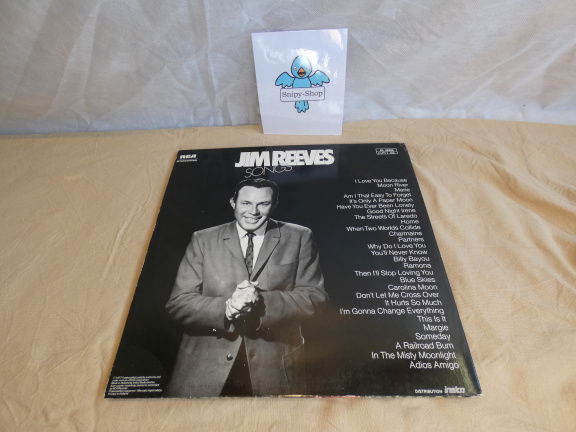 Snipy-Shop
RCA
JIM REEVES
SONGS
I Love You Because
Moon River
Marie
Am I That Easy To Forget
It's Only A Paper Moon
Have You Ever Been Lonely
Good Night Irene
The Streets Of Laredo
Home
When Two Worlds Collide
Charmaine
Partners
Why Do I Love You
You'll Never Know
Billy Bayou
Ramona
Then I'll Stop Loving You
Blue Skies
Carolina Moon
Don't Let Me Cross Over
It Hurts So Much
I'm Gonna Change Everything
This Is It
Margie
Someday
A Railroad Bum
In The Misty Moonlight
Adios Amigo
DISTRIBUTION inelco